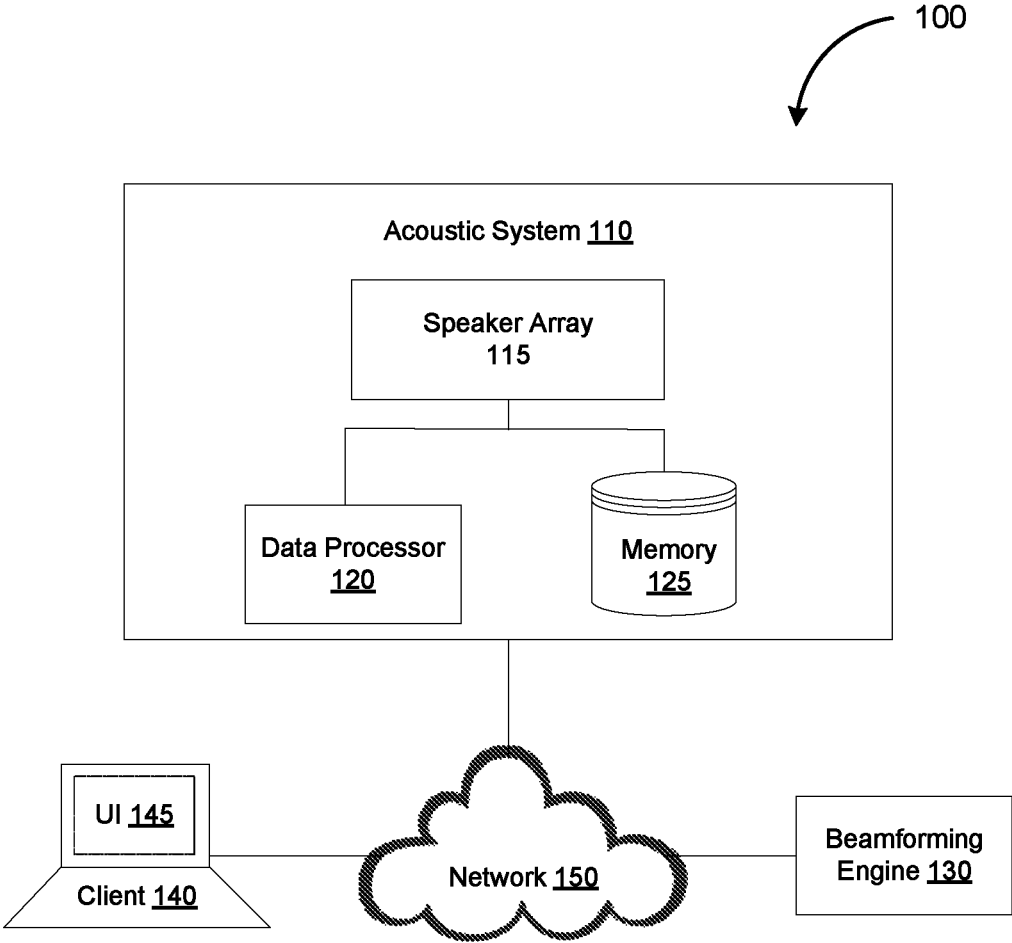 100
Acoustic System 110
Speaker Array
115
Data Processor
120
Memory
125
UI 145
Client 140
Network 150
Beamforming
Engine 130